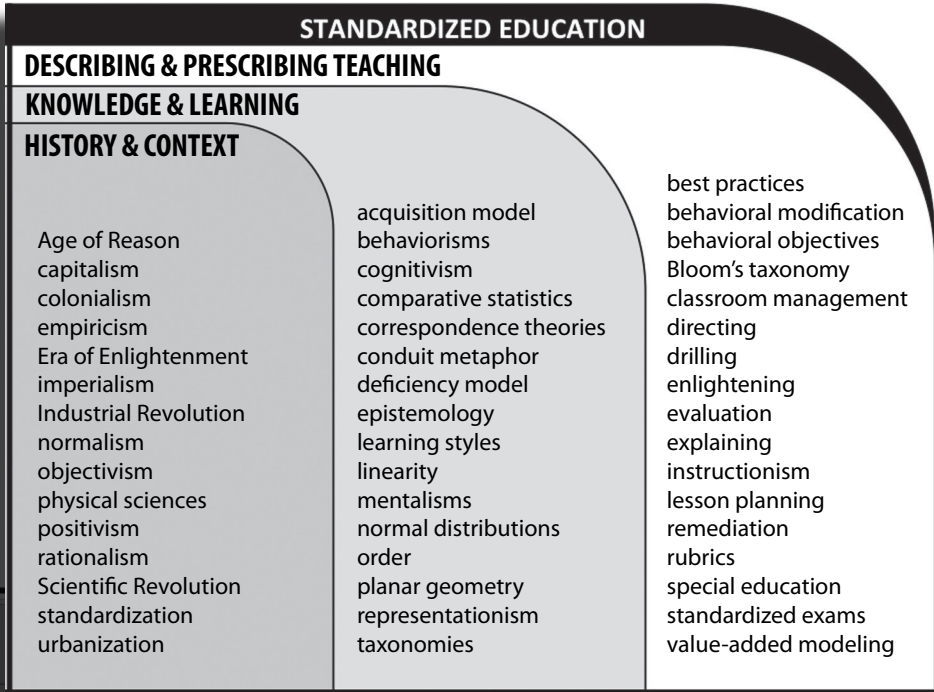 STANDARDIZED EDUCATION
DESCRIBING & PRESCRIBING TEACHING
KNOWLEDGE & LEARNING
HISTORY & CONTEXT
Age of Reason
capitalism
colonialism
empiricism
Era of Enlightenment
imperialism
Industrial Revolution
normalism
objectivism
physical sciences
positivism
rationalism
Scientific Revolution
standardization
urbanization
acquisition model
behaviorisms
cognitivism
comparative statistics
correspondence theories
conduit metaphor
deficiency model
epistemology
learning styles
linearity
mentalisms
normal distributions
order
planar geometry
representationism
taxonomies
best practices
behavioral modification
behavioral objectives
Bloom's taxonomy
classroom management
directing
drilling
enlightening
evaluation
explaining
instructionism
lesson planning
remediation
rubrics
special education
standardized exams
value-added modeling